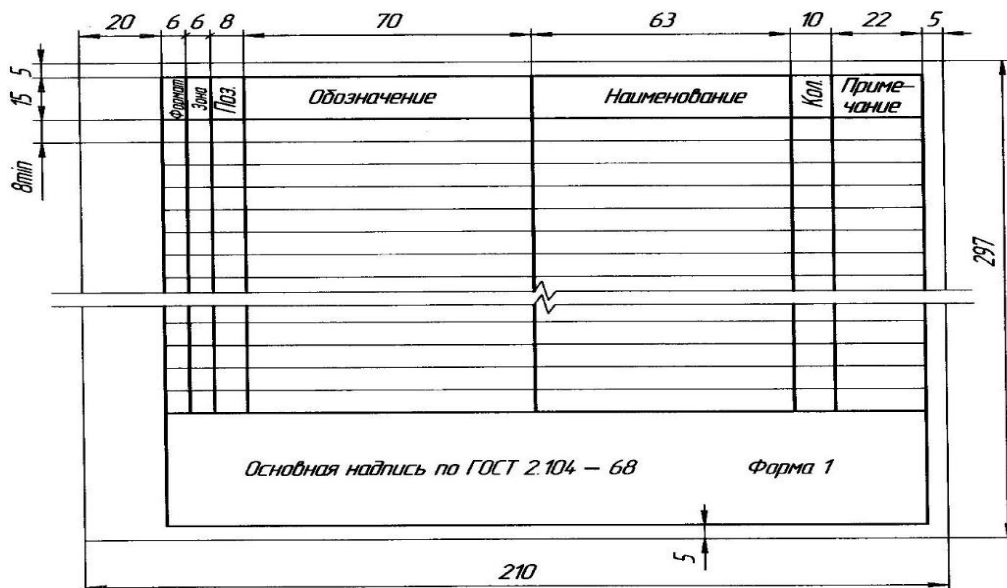 20 6 6 8 70 63 10 22 5
5
15
8min
Формат
Зона
Поз.
Обозначение
Наименование
Кол.
Приме-
чание
297
Основная надпись по ГОСТ 2.104 – 68 Форма 1
5
210